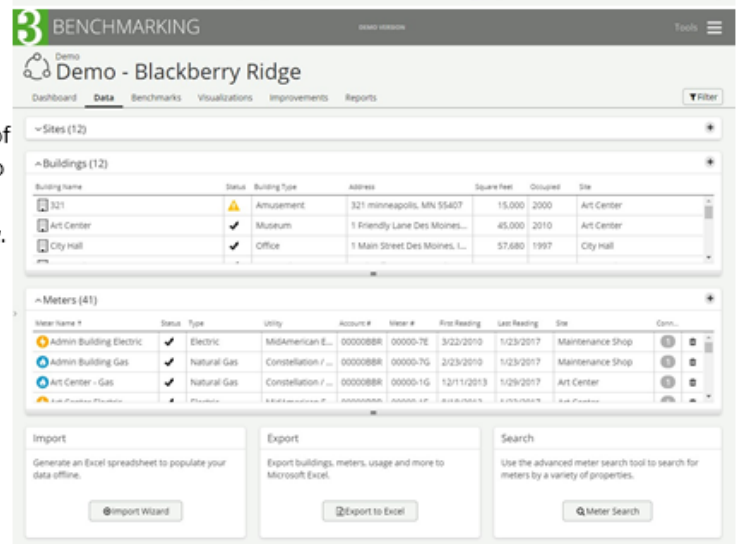 3 BENCHMARKING DEMO VERSION Tools
Demo
Demo - Blackberry Ridge
Dashboard Data Benchmarks Visualizations Improvements Reports Filter
of
Sites (12)
Buildings (12)
Building Name Status Building Type Address Square Feet Occupied Site
321 Amusement 321 minneapolis, MN 55407 15,000 2000 Art Center
Art Center Museum 1 Friendly Lane Des Moines... 45,000 2010 Art Center
City Hall Office 1 Main Street Des Moines, I... 57,680 1997 City Hall
Meters (41)
Meter Name ↑ Status Type Utility Account # Meter # First Reading Last Reading Site Conn...
Admin Building Electric Electric MidAmerican E... 00000BBR 00000-7E 3/22/2010 1/23/2017 Maintenance Shop 1
Admin Building Gas Natural Gas Constellation / ... 00000BBR 00000-7G 2/23/2010 1/23/2017 Maintenance Shop 1
Art Center - Gas Natural Gas Constellation / ... 00000BBR 00000-1G 12/11/2013 1/29/2017 Art Center 1
Import Export Search
Generate an Excel spreadsheet to populate your data offline.
Export buildings, meters, usage and more to Microsoft Excel.
Use the advanced meter search tool to search for meters by a variety of properties.
Import Wizard Export to Excel Meter Search